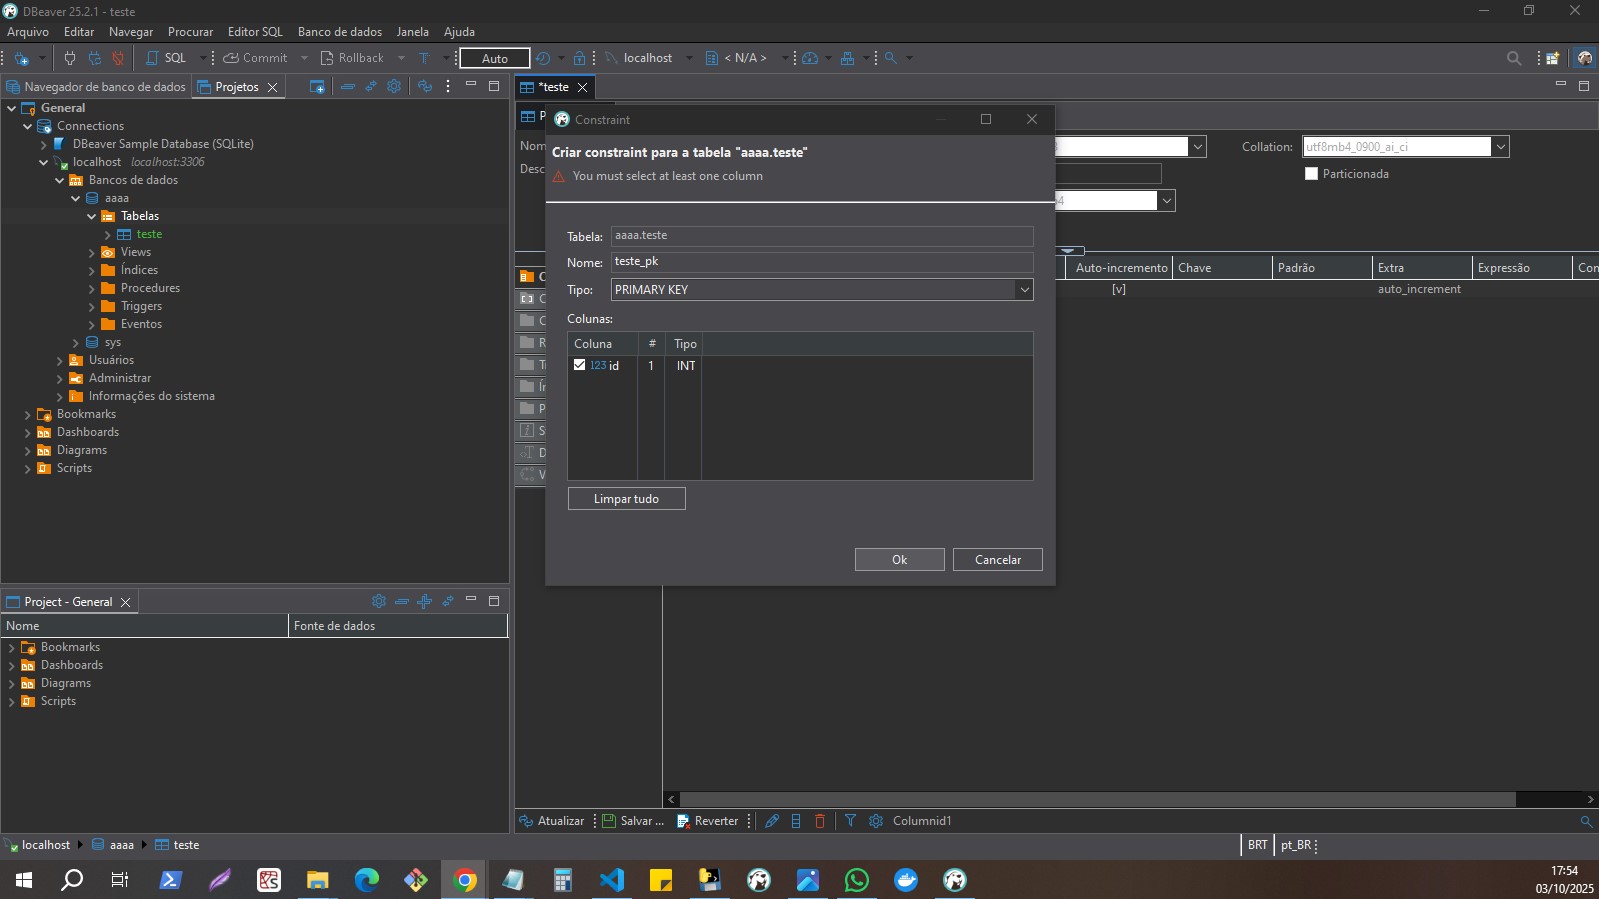 DBeaver 25.2.1 - teste
Arquivo Editar Navegar Procurar Editor SQL Banco de dados Janela Ajuda
SQL Commit Rollback T Auto localhost < N/A >
Navegador de banco de dados Projetos
*teste
General
Connections
DBeaver Sample Database (SQLite)
localhost localhost:3306
Bancos de dados
aaaa
Tabelas
teste
Views
Índices
Procedures
Triggers
Eventos
sys
Usuários
Administrar
Informações do sistema
Bookmarks
Dashboards
Diagrams
Scripts
Constraint
Criar constraint para a tabela "aaaa.teste"
You must select at least one column
Tabela: aaaa.teste
Nome: teste_pk
Tipo: PRIMARY KEY
Colunas:
Coluna # Tipo
123 id 1 INT
Limpar tudo
Ok Cancelar
Collation: utf8mb4_0900_ai_ci
Particionada
Auto-incremento Chave Padrão Extra Expressão
[v] auto_increment
Project - General
Nome Fonte de dados
Bookmarks
Dashboards
Diagrams
Scripts
Atualizar Salvar ... Reverter Columnid1
localhost aaaa teste
BRT pt_BR
17:54
03/10/2025